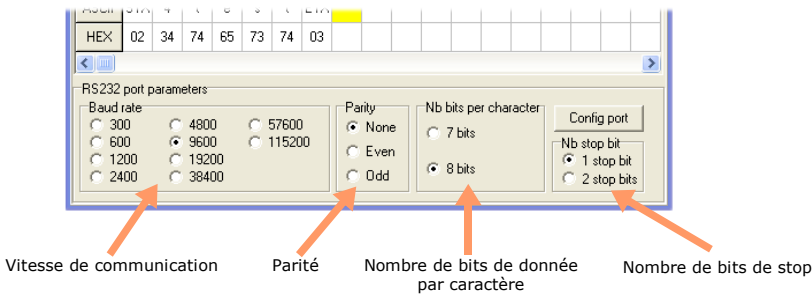 HEX 02 34 74 65 73 74 03
RS232 port parameters
Baud rate Parity Nb bits per character Config port
300 4800 57600 None 7 bits
600 9600 115200 Even Nb stop bit
1200 19200 Odd 8 bits 1 stop bit
2400 38400 2 stop bits
Vitesse de communication Parité Nombre de bits de donnée Nombre de bits de stop
par caractère